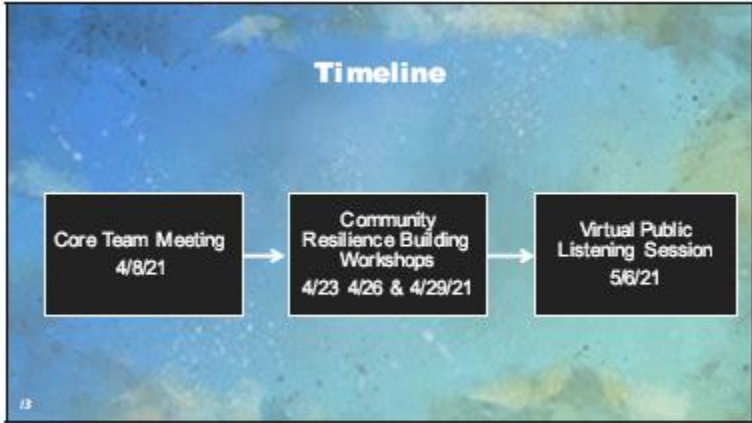 Timeline
Core Team Meeting
4/8/21
Community
Resilience Building
Workshops
4/23 4/26 & 4/29/21
Virtual Public
Listening Session
5/6/21
13